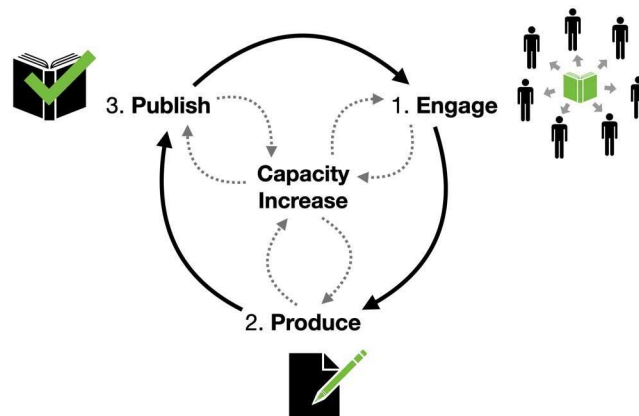 3. Publish
1. Engage
Capacity
Increase
2. Produce